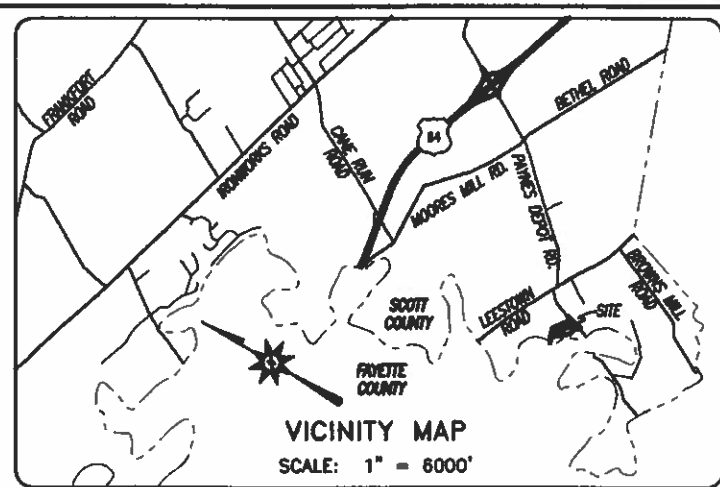 FRANKFORT
ROAD
IRONWORKS ROAD
CANE RUN
ROAD
MOORES MILL RD.
BETHEL ROAD
PAYNES DEPOT RD.
LEESTOWN
ROAD
SITE
BROWNS MILL
ROAD
SCOTT
COUNTY
FAYETTE
COUNTY
VICINITY MAP
SCALE: 1" = 6000'